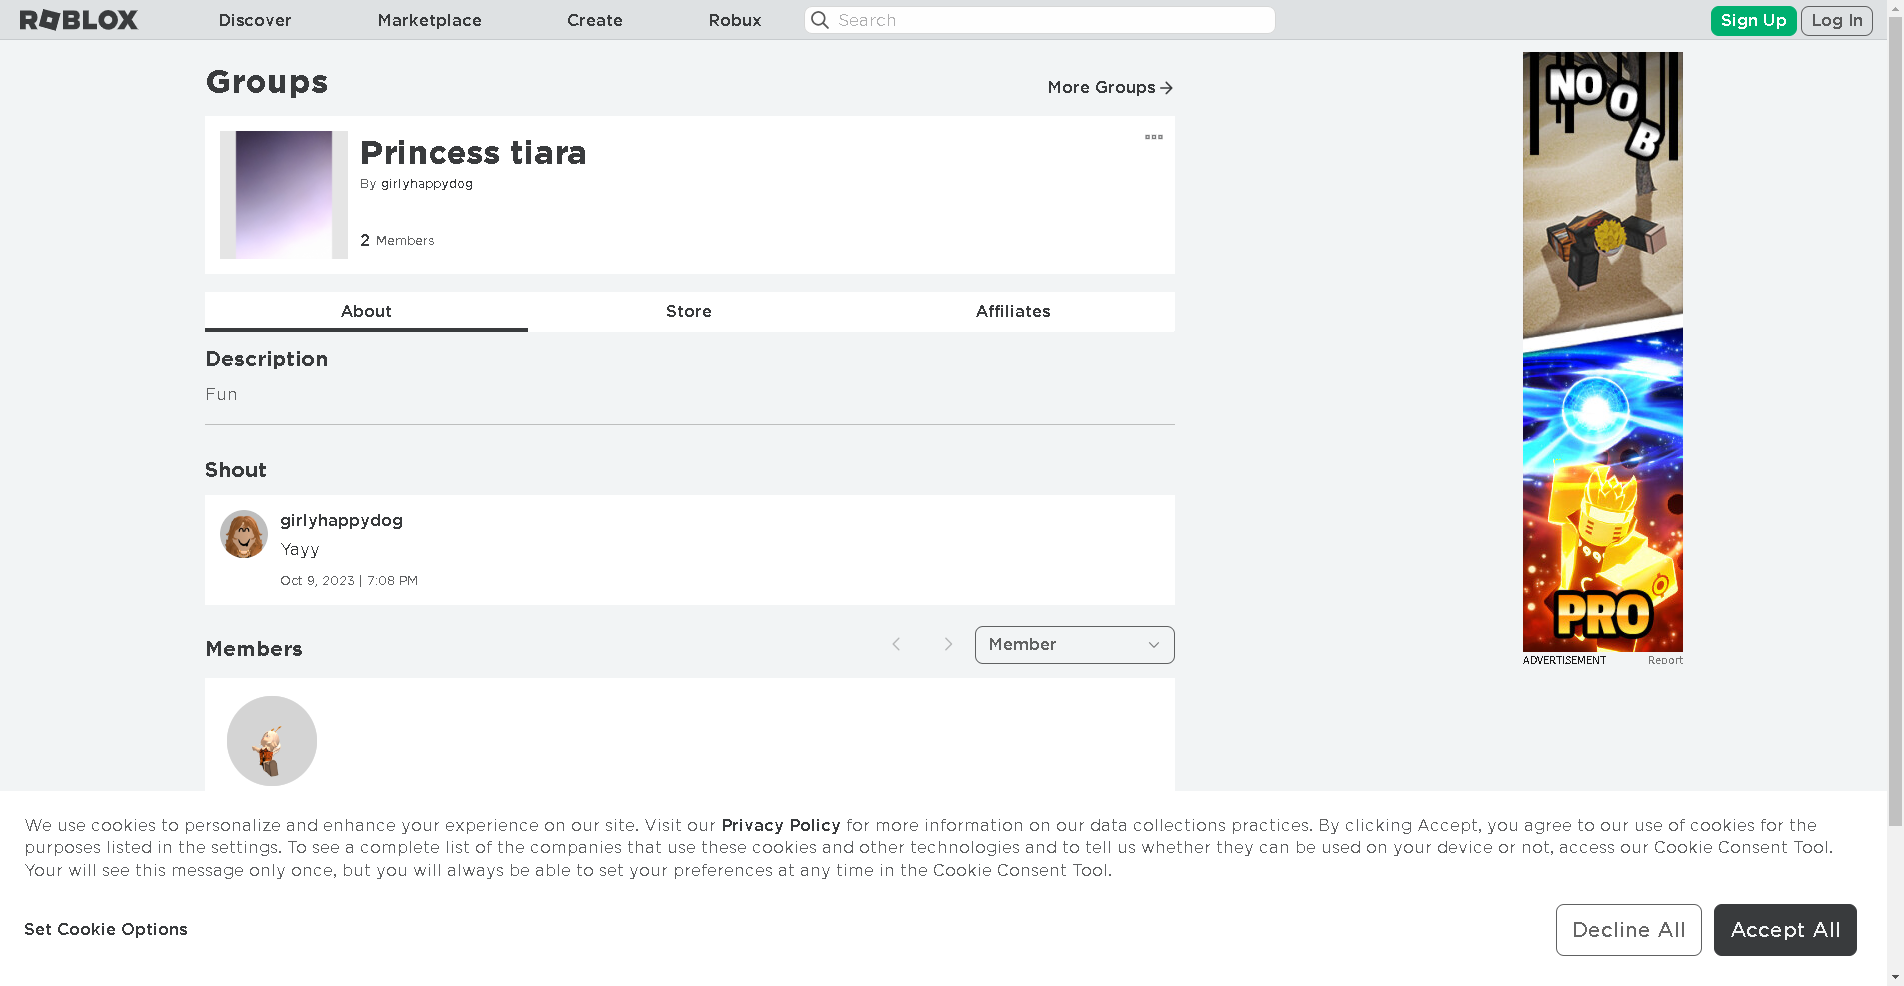 ROBLOX Discover Marketplace Create Robux Search Sign Up Log In
Groups
More Groups
Princess tiara
By girlyhappydog
2 Members
About Store Affiliates
Description
Fun
Shout
girlyhappydog
Yayy
Oct 9, 2023 | 7:08 PM
Members
Member
NOOB
PRO
ADVERTISEMENT Report
We use cookies to personalize and enhance your experience on our site. Visit our Privacy Policy for more information on our data collections practices. By clicking Accept, you agree to our use of cookies for the
purposes listed in the settings. To see a complete list of the companies that use these cookies and other technologies and to tell us whether they can be used on your device or not, access our Cookie Consent Tool.
Your will see this message only once, but you will always be able to set your preferences at any time in the Cookie Consent Tool.
Set Cookie Options
Decline All Accept All